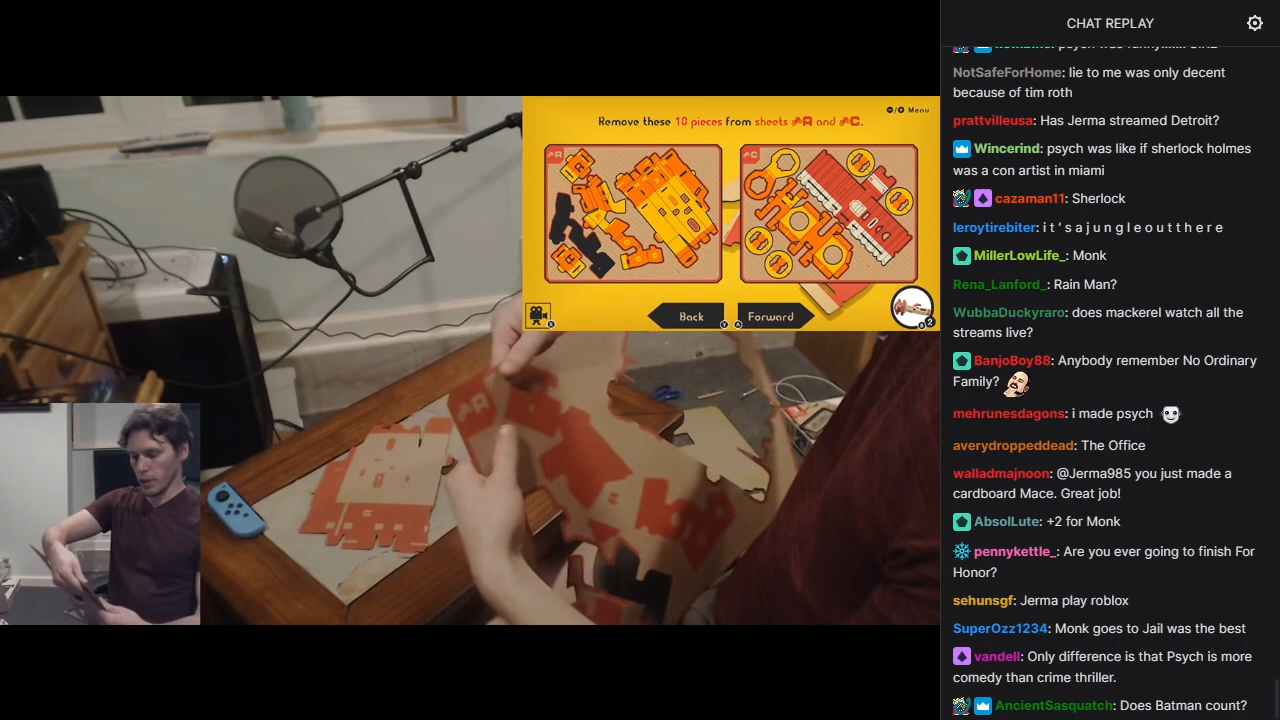 CHAT REPLAY
NotSafeForHome: lie to me was only decent
because of tim roth
prattvilleusa: Has Jerma streamed Detroit?
Wincerind: psych was like if sherlock holmes
was a con artist in miami
cazaman11: Sherlock
leroytirebiter: i t ' s a j u n g l e o u t t h e r e
MillerLowLife_: Monk
Rena_Lanford_: Rain Man?
WubbaDuckyraro: does mackerel watch all the
streams live?
BanjoBoy88: Anybody remember No Ordinary
Family?
mehrunesdagons: i made psych
averydroppeddead: The Office
walladmajnoon: @Jerma985 you just made a
cardboard Mace. Great job!
AbsolLute: +2 for Monk
pennykettle_: Are you ever going to finish For
Honor?
sehunsgf: Jerma play roblox
SuperOzz1234: Monk goes to Jail was the best
vandell: Only difference is that Psych is more
comedy than crime thriller.
AncientSasquatch: Does Batman count?
Menu
Remove these 10 pieces from sheets A and C.
A
C
Back
Y
A
Forward
X
2
A